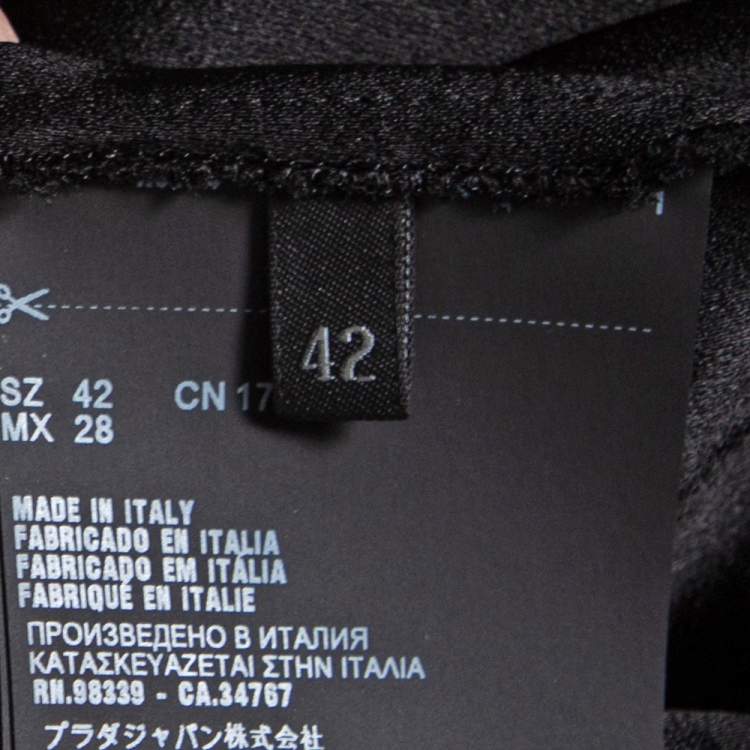 42
SZ 42 CN 17
MX 28
MADE IN ITALY
FABRICADO EN ITALIA
FABRICADO EM ITÁLIA
FABRIQUÉ EN ITALIE
ПРОИЗВЕДЕНО В ИТАЛИЯ
ΚΑΤΑΣΚΕΥΑΖΕΤΑΙ ΣΤΗΝ ΙΤΑΛΙΑ
RN.98339 - CA.34767
プラダジャパン株式会社